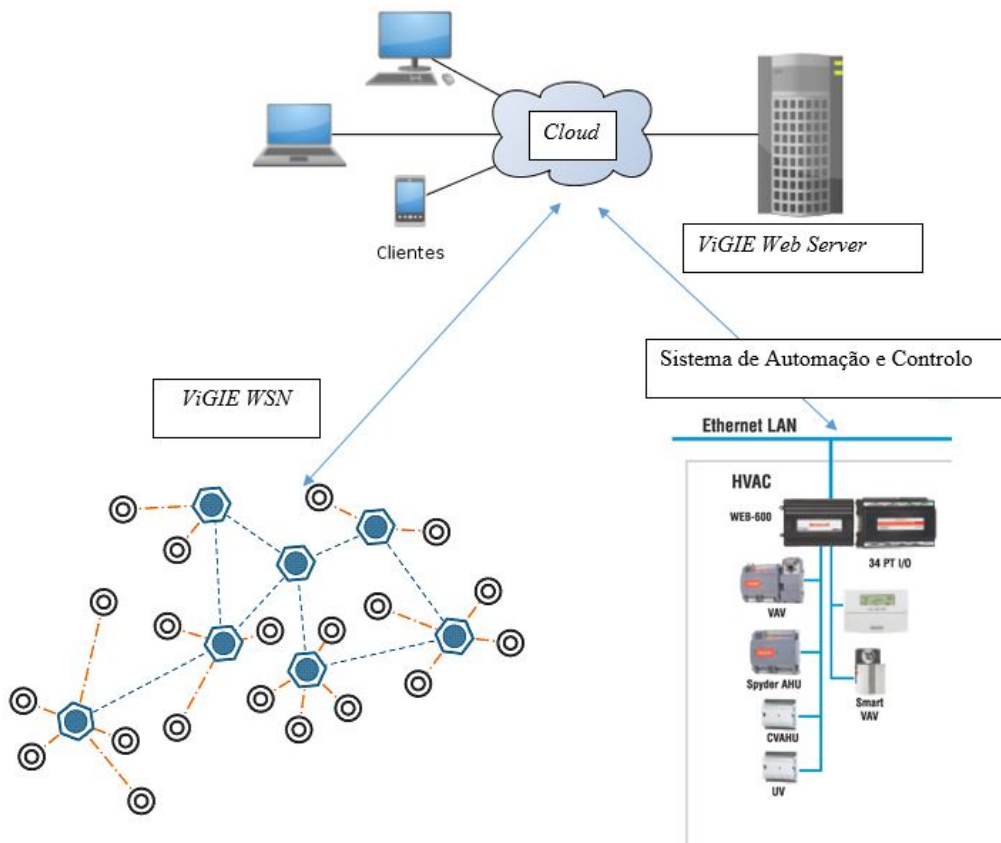 Cloud
Clientes
ViGIE Web Server
Sistema de Automação e Controlo
ViGIE WSN
Ethernet LAN
HVAC
WEB-600
34 PT I/O
VAV
Spyder AHU
Smart
VAV
CVAHU
UV